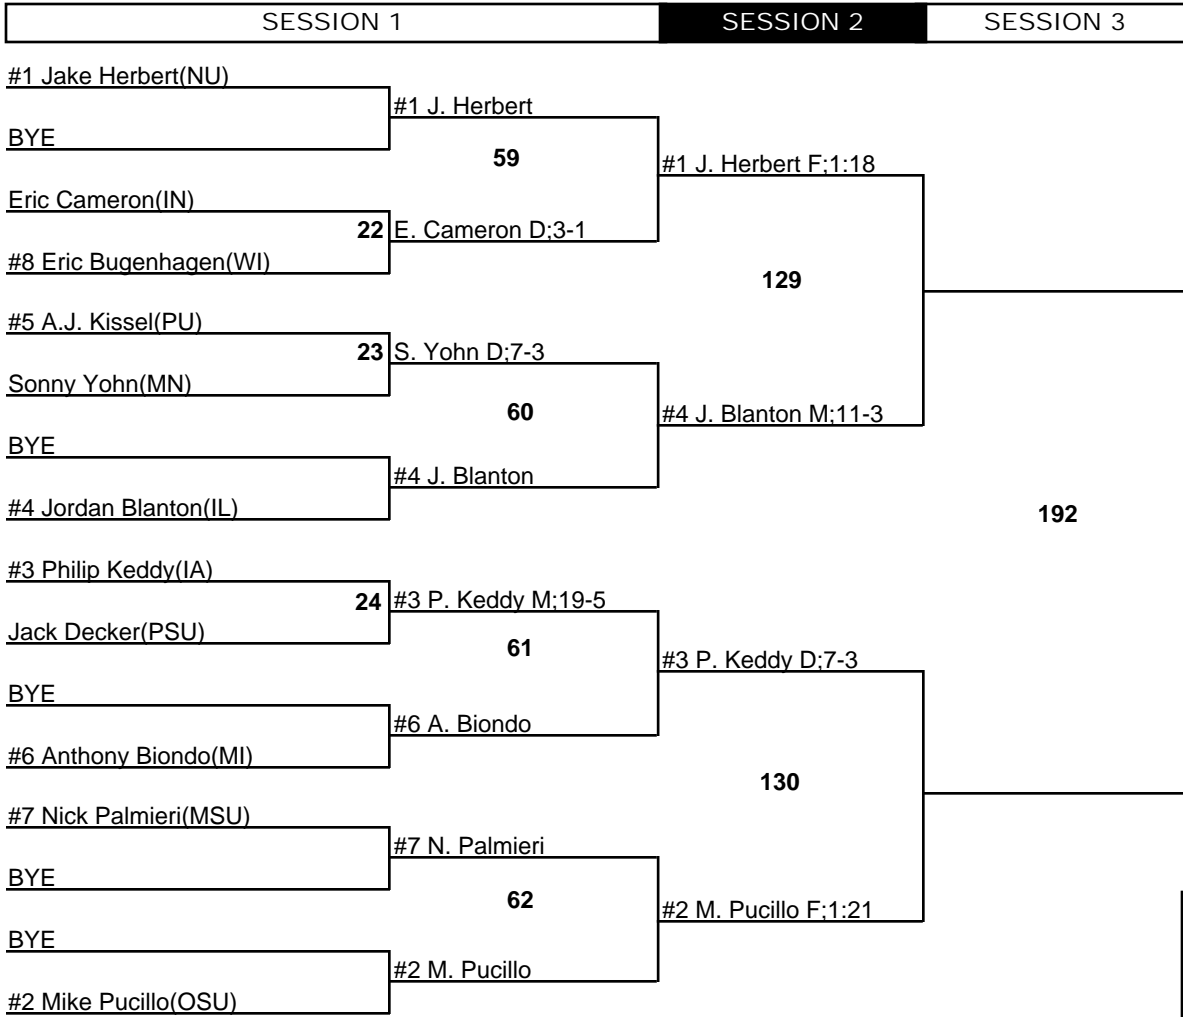 SESSION 1
SESSION 2
SESSION 3
#1 Jake Herbert(NU)
#1 J. Herbert
BYE
59
#1 J. Herbert F;1:18
Eric Cameron(IN)
22 E. Cameron D;3-1
#8 Eric Bugenhagen(WI)
129
#5 A.J. Kissel(PU)
23 S. Yohn D;7-3
Sonny Yohn(MN)
60
#4 J. Blanton M;11-3
BYE
#4 J. Blanton
#4 Jordan Blanton(IL)
192
#3 Philip Keddy(IA)
24 #3 P. Keddy M;19-5
Jack Decker(PSU)
61
#3 P. Keddy D;7-3
BYE
#6 A. Biondo
#6 Anthony Biondo(MI)
130
#7 Nick Palmieri(MSU)
#7 N. Palmieri
BYE
62
#2 M. Pucillo F;1:21
BYE
#2 M. Pucillo
#2 Mike Pucillo(OSU)